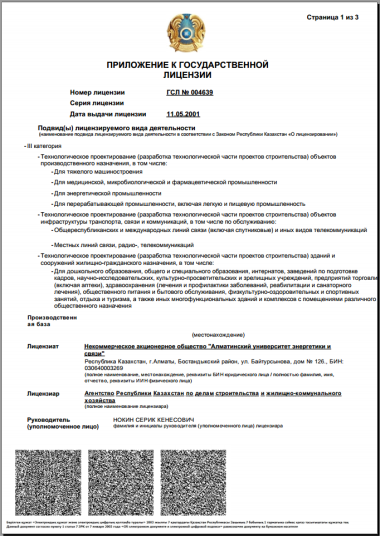 Страница 1 из 3
ПРИЛОЖЕНИЕ К ГОСУДАРСТВЕННОЙ
ЛИЦЕНЗИИ
Номер лицензии ГСЛ № 004639
Серия лицензии
Дата выдачи лицензии 11.05.2001
Подвид(ы) лицензируемого вида деятельности
(наименование подвида лицензируемого вида деятельности в соответствии с Законом Республики Казахстан «О лицензировании»)
- III категория
- Технологическое проектирование (разработка технологической части проектов строительства) объектов
производственного назначения, в том числе:
- Для тяжелого машиностроения
- Для медицинской, микробиологической и фармацевтической промышленности
- Для энергетической промышленности
- Для перерабатывающей промышленности, включая легкую и пищевую промышленность
- Технологическое проектирование (разработка технологической части проектов строительства) объектов
инфраструктуры транспорта, связи и коммуникаций, в том числе по обслуживанию:
- Общереспубликанских и международных линий связи (включая спутниковые) и иных видов телекоммуникаций
- Местных линий связи, радио-, телекоммуникаций
- Технологическое проектирование (разработка технологической части проектов строительства) зданий и
сооружений жилищно-гражданского назначения, в том числе:
- Для дошкольного образования, общего и специального образования, интернатов, заведений по подготовке
кадров, научно-исследовательских, культурно-просветительских и зрелищных учреждений, предприятий торговли
(включая аптеки), здравоохранения (лечения и профилактики заболеваний, реабилитации и санаторного
лечения), общественного питания и бытового обслуживания, физкультурно-оздоровительных и спортивных
занятий, отдыха и туризма, а также иных многофункциональных зданий и комплексов с помещениями различного
общественного назначения
Производствен
ная база
(местонахождение)
Лицензиат Некоммерческое акционерное общество "Алматинский университет энергетики и
связи"
Республика Казахстан, г.Алматы, Бостандыкский район, ул. Байтурсынова, дом № 126., БИН:
030640003269
(полное наименование, местонахождение, реквизиты БИН юридического лица / полностью фамилия, имя,
отчество, реквизиты ИИН физического лица)
Лицензиар Агентство Республики Казахстан по делам строительства и жилищно-коммунального
хозяйства
(полное наименование лицензиара)
Руководитель НОКИН СЕРИК КЕНЕСОВИЧ
(уполномоченное лицо) фамилия и инициалы руководителя (уполномоченного лица) лицензиара